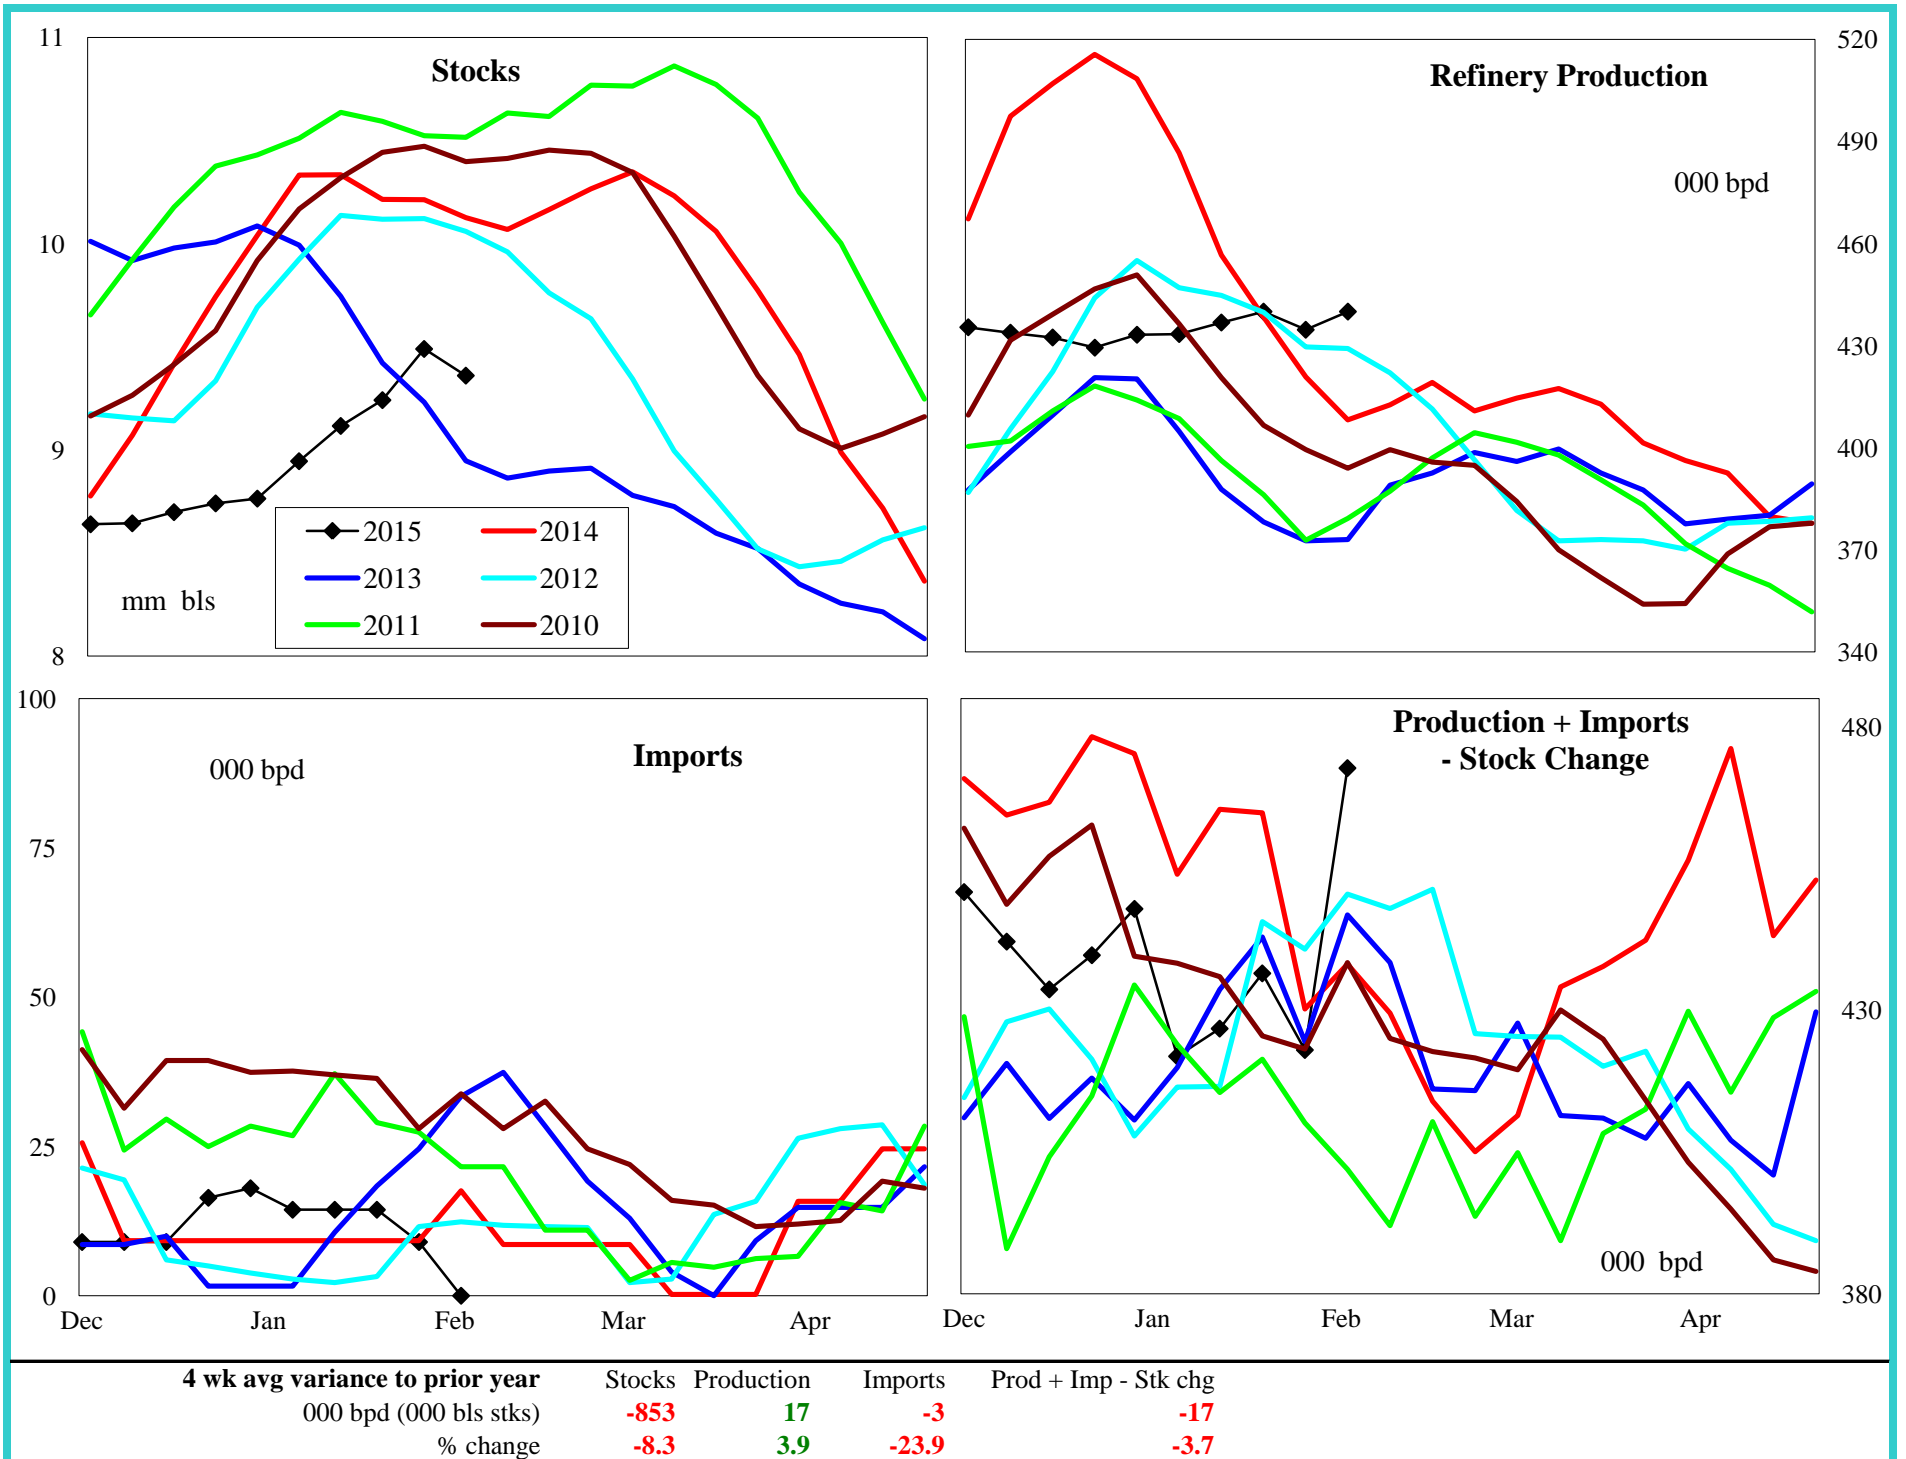 Stocks
11
10
9
8
mm bls
2015
2014
2013
2012
2011
2010
Refinery Production
000 bpd
520
490
460
430
400
370
340
Imports
000 bpd
100
75
50
25
0
Dec Jan Feb Mar Apr
Production + Imports
- Stock Change
480
430
380
000 bpd
Dec Jan Feb Mar Apr
4 wk avg variance to prior year Stocks Production Imports Prod + Imp - Stk chg
000 bpd (000 bls stks) -853 17 -3 -17
% change -8.3 3.9 -23.9 -3.7